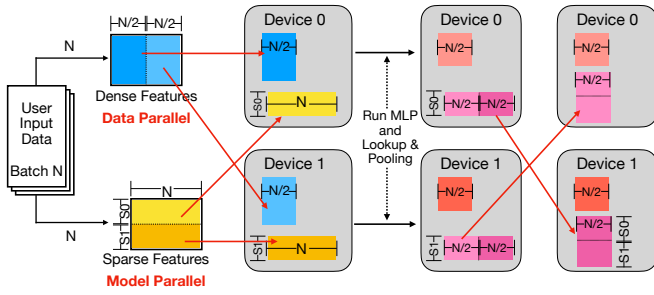 N/2 N/2
N
User
Input
Data
Batch N
Dense Features
Data Parallel
N
N
S0
S1
Sparse Features
Model Parallel
Device 0
N/2
S0
N
Device 1
N/2
S1
N
Run MLP
and
Lookup &
Pooling
Device 0
N/2
S0
N/2 N/2
Device 1
N/2
S1
N/2 N/2
Device 0
N/2
N/2
Device 1
N/2
N/2
S0
S1